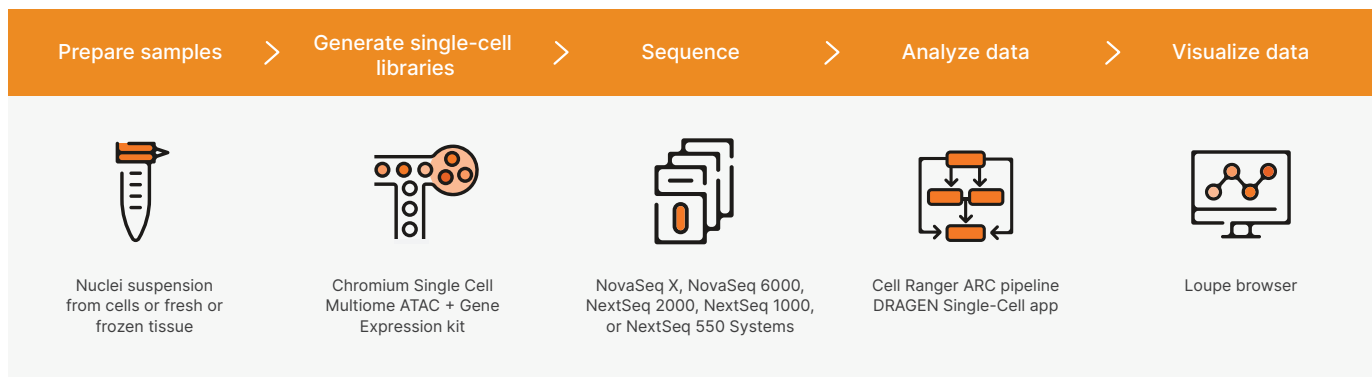 Prepare samples
Generate single-cell
libraries
Sequence
Analyze data
Visualize data
Nuclei suspension
from cells or fresh or
frozen tissue
Chromium Single Cell
Multiome ATAC + Gene
Expression kit
NovaSeq X, NovaSeq 6000,
NextSeq 2000, NextSeq 1000,
or NextSeq 550 Systems
Cell Ranger ARC pipeline
DRAGEN Single-Cell app
Loupe browser